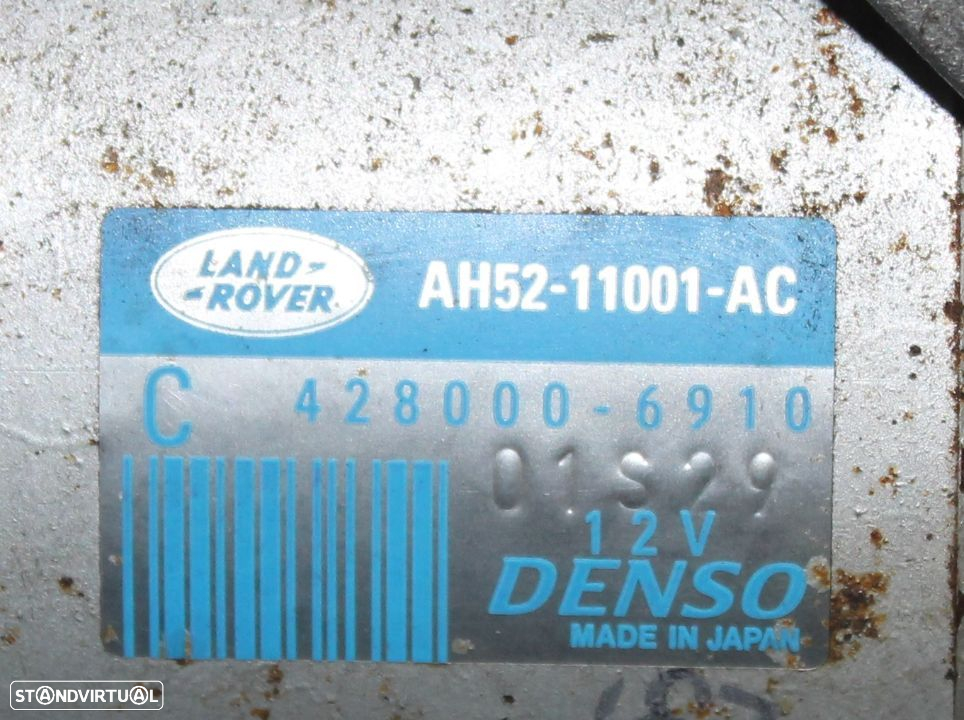 LAND-
-ROVER
AH52-11001-AC
C 428000-6910
01S29
12V
DENSO
MADE IN JAPAN
STANDVIRTUAL